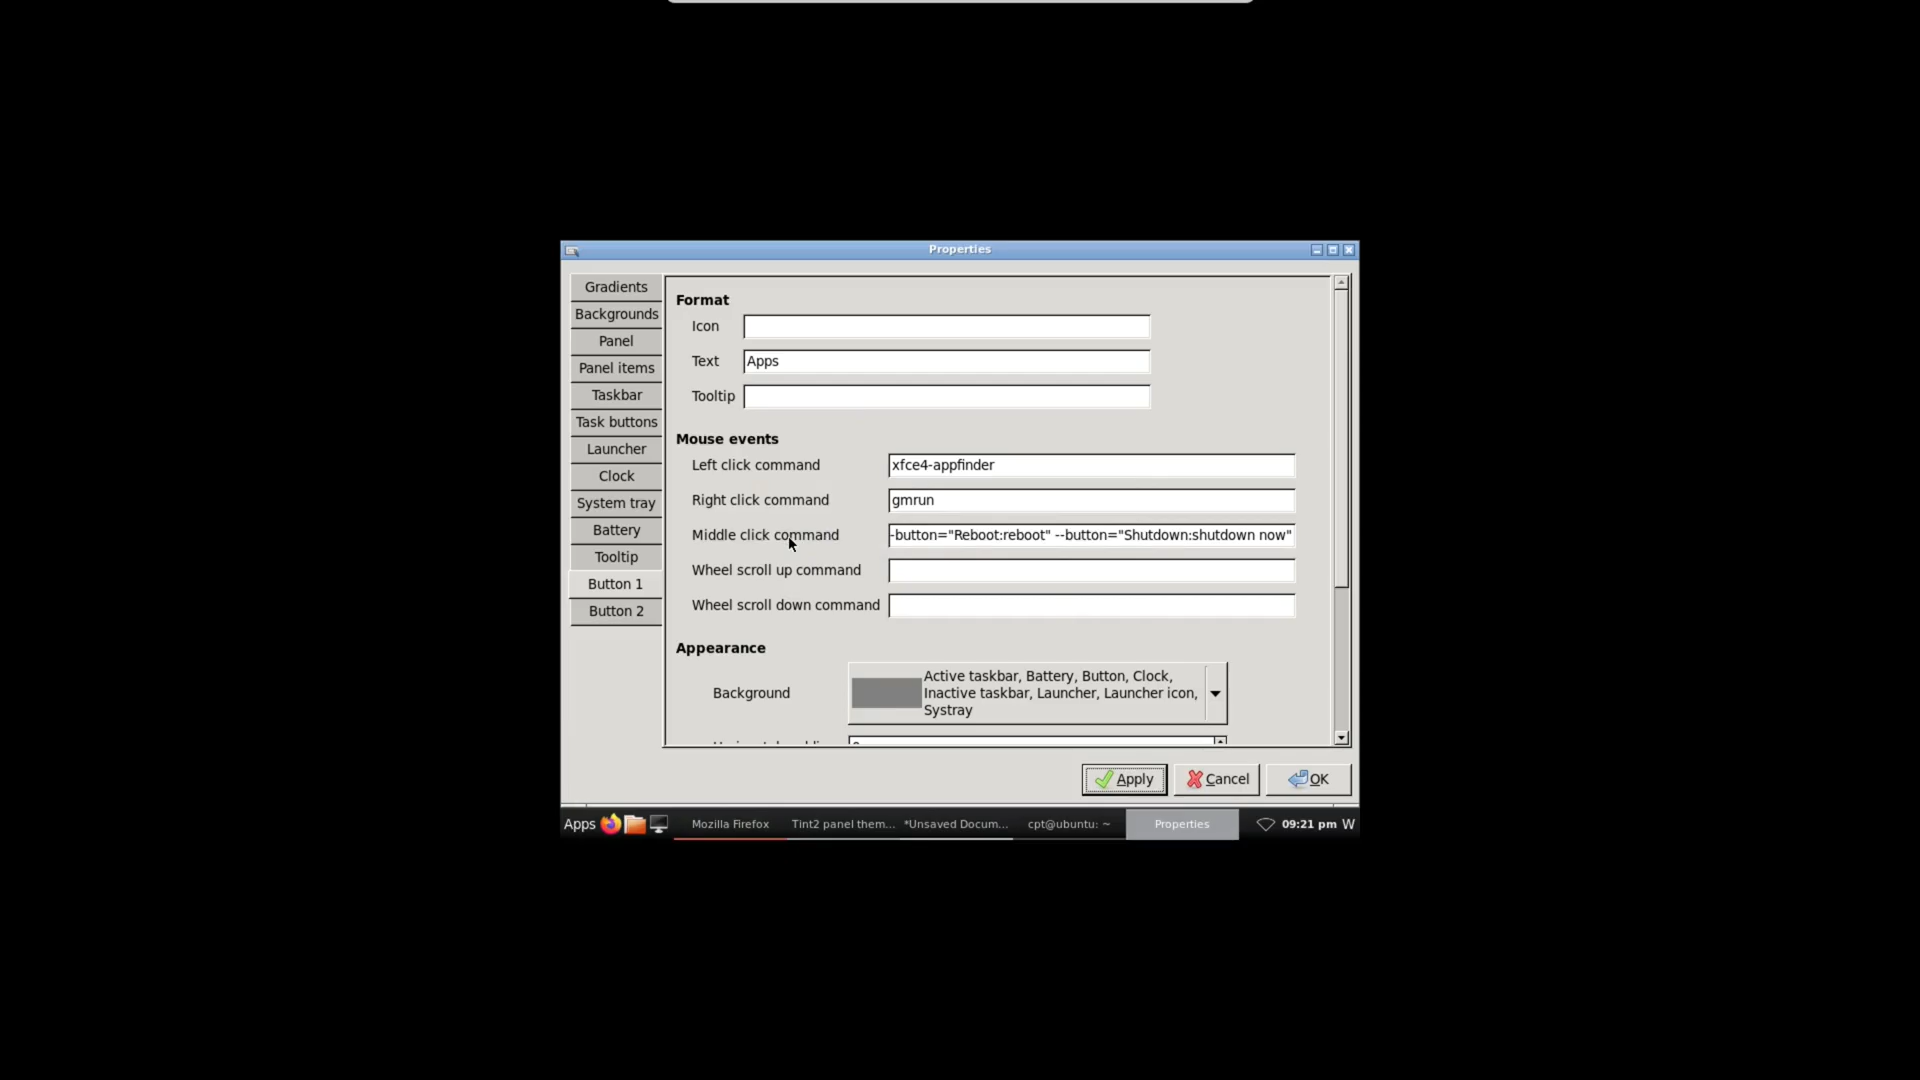 Properties
Gradients
Backgrounds
Panel
Panel items
Taskbar
Task buttons
Launcher
Clock
System tray
Battery
Tooltip
Button 1
Button 2
Format
Icon
Text Apps
Tooltip
Mouse events
Left click command xfce4-appfinder
Right click command gmrun
Middle click command -button="Reboot:reboot" --button="Shutdown:shutdown now"
Wheel scroll up command
Wheel scroll down command
Appearance
Background
Active taskbar, Battery, Button, Clock,
Inactive taskbar, Launcher, Launcher icon,
Systray
Apply Cancel OK
Apps Mozilla Firefox Tint2 panel them... *Unsaved Docum... cpt@ubuntu: ~ Properties 09:21 pm W